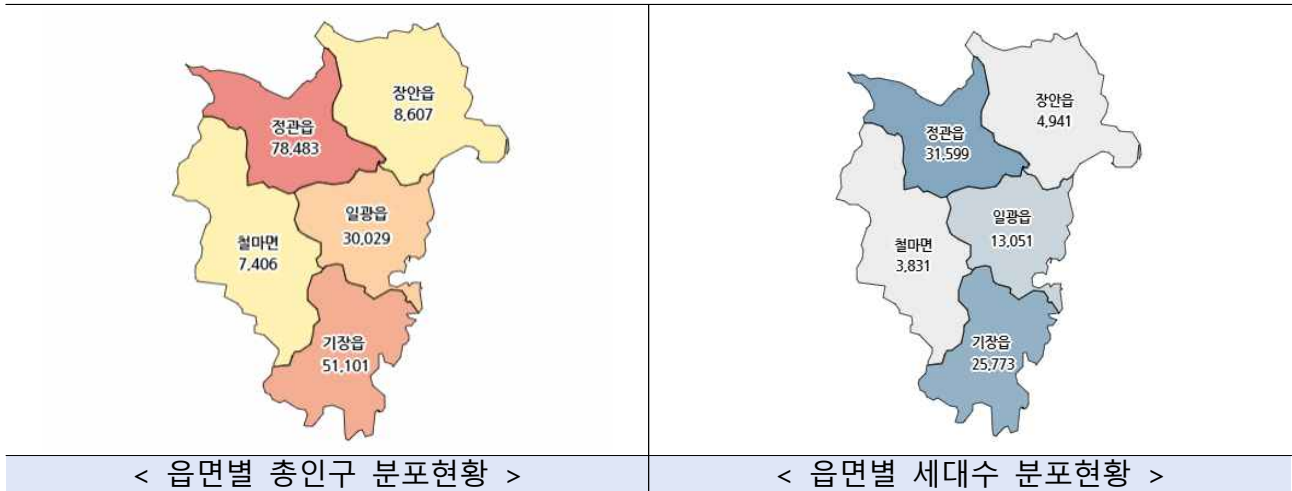 장안읍
8,607
정관읍
78,483
일광읍
30,029
철마면
7,406
기장읍
51,101
< 읍면별 총인구 분포현황 >
장안읍
4,941
정관읍
31,599
일광읍
13,051
철마면
3,831
기장읍
25,773
< 읍면별 세대수 분포현황 >